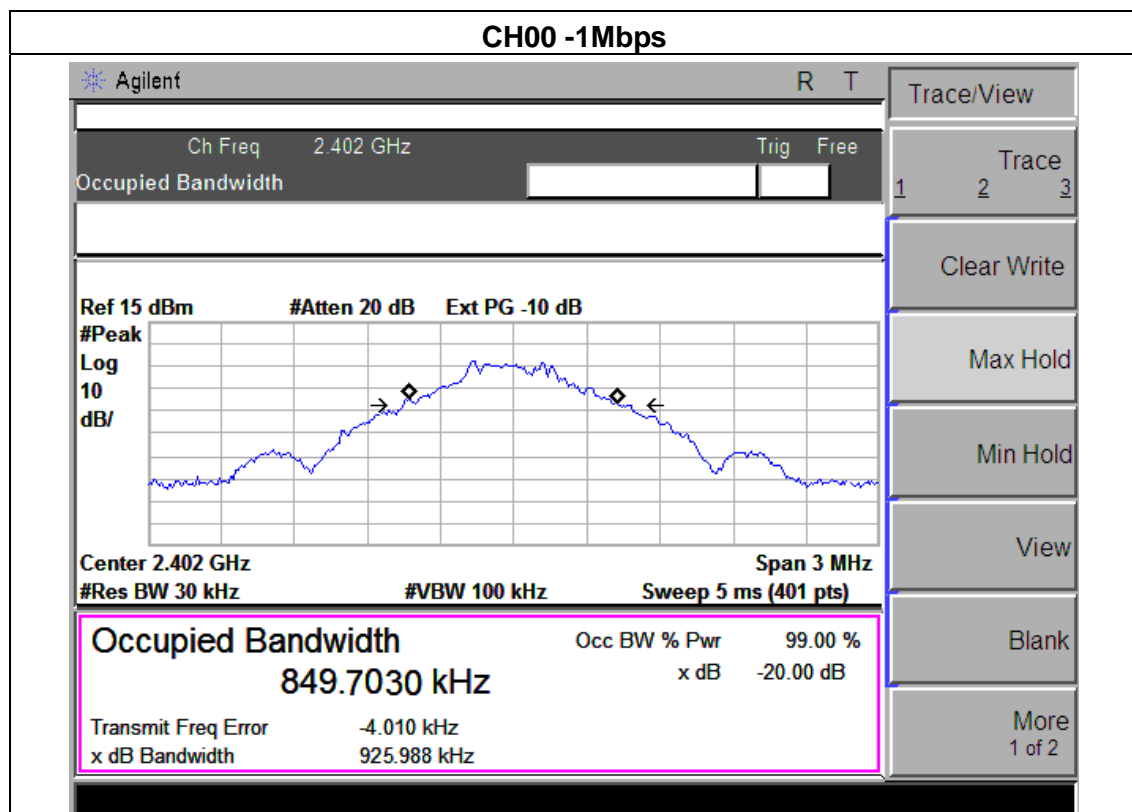 CH00 -1Mbps
Agilent R T
Ch Freq 2.402 GHz Trig Free
Occupied Bandwidth
Ref 15 dBm #Atten 20 dB Ext PG -10 dB
#Peak
Log
10
dB/
Center 2.402 GHz Span 3 MHz
#Res BW 30 kHz #VBW 100 kHz Sweep 5 ms (401 pts)
Occupied Bandwidth Occ BW % Pwr 99.00 %
849.7030 kHz x dB -20.00 dB
Transmit Freq Error -4.010 kHz
x dB Bandwidth 925.988 kHz
Trace/View
Trace
1 2 3
Clear Write
Max Hold
Min Hold
View
Blank
More
1 of 2